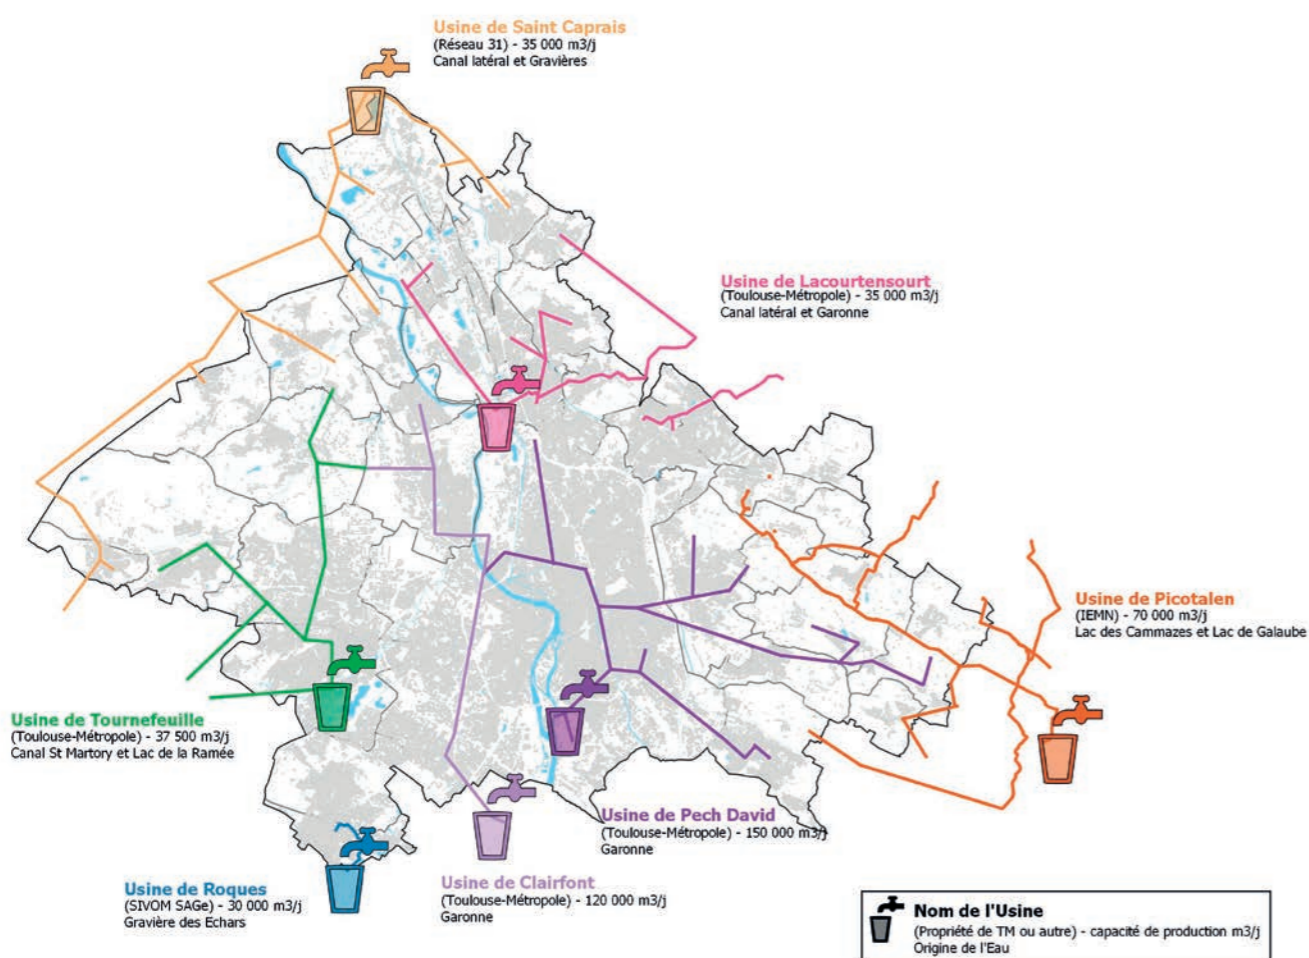 Usine de Saint Caprais
(Réseau 31) - 35 000 m3/j
Canal latéral et Gravières
Usine de Lacourtensourt
(Toulouse-Métropole) - 35 000 m3/j
Canal latéral et Garonne
Usine de Picotalen
(IEMN) - 70 000 m3/j
Lac des Cammazes et Lac de Galaube
Usine de Tournefeuille
(Toulouse-Métropole) - 37 500 m3/j
Canal St Martory et Lac de la Ramée
Usine de Pech David
(Toulouse-Métropole) - 150 000 m3/j
Garonne
Usine de Clairfont
(Toulouse-Métropole) - 120 000 m3/j
Garonne
Usine de Roques
(SIVOM SAGe) - 30 000 m3/j
Gravière des Echars
Nom de l'Usine
(Propriété de TM ou autre) - capacité de production m3/j
Origine de l'Eau